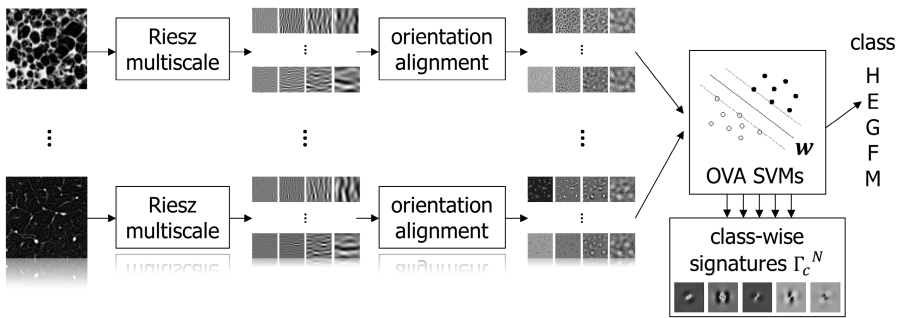 Riesz
multiscale
orientation
alignment
class
H
E
G
F
M
w
OVA SVMs
Riesz
multiscale
orientation
alignment
class-wise
signatures Γ_c^N